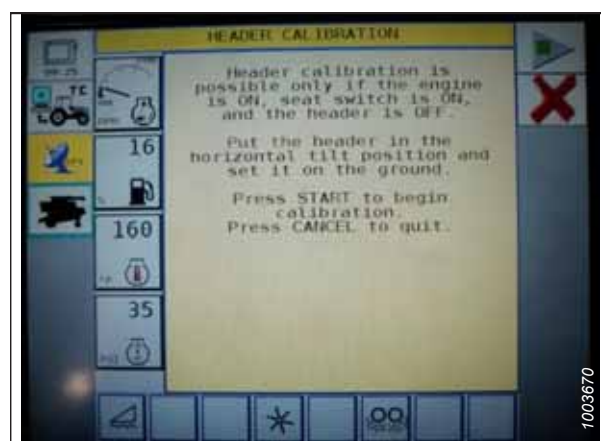 HEADER CALIBRATION
Header calibration is
possible only if the engine
is ON, seat switch is ON,
and the header is OFF.
Put the header in the
horizontal tilt position and
set it on the ground.
Press START to begin
calibration.
Press CANCEL to quit.
TC
16
160
35
1003670